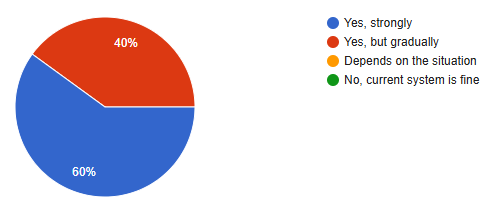 40%
60%
Yes, strongly
Yes, but gradually
Depends on the situation
No, current system is fine